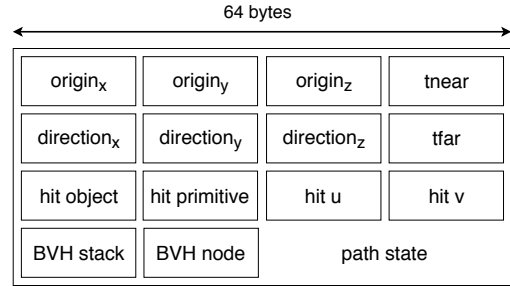 64 bytes
originx originy originz tnear
directionx directiony directionz tfar
hit object hit primitive hit u hit v
BVH stack BVH node path state